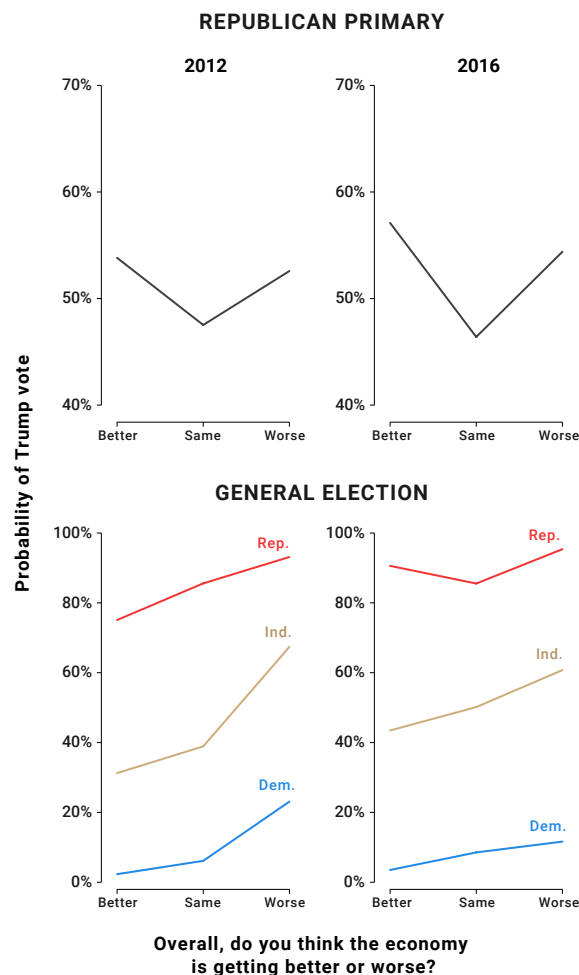 REPUBLICAN PRIMARY
2012
2016
70%
60%
50%
40%
Better
Same
Worse
70%
60%
50%
40%
Better
Same
Worse
Probability of Trump vote
GENERAL ELECTION
100%
80%
60%
40%
20%
0%
Rep.
Ind.
Dem.
Better
Same
Worse
100%
80%
60%
40%
20%
0%
Rep.
Ind.
Dem.
Better
Same
Worse
Overall, do you think the economy
is getting better or worse?